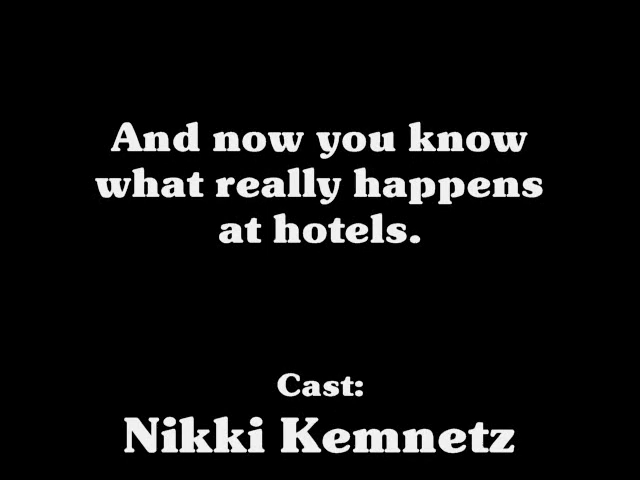 And now you know
what really happens
at hotels.
Cast:
Nikki Kemnetz